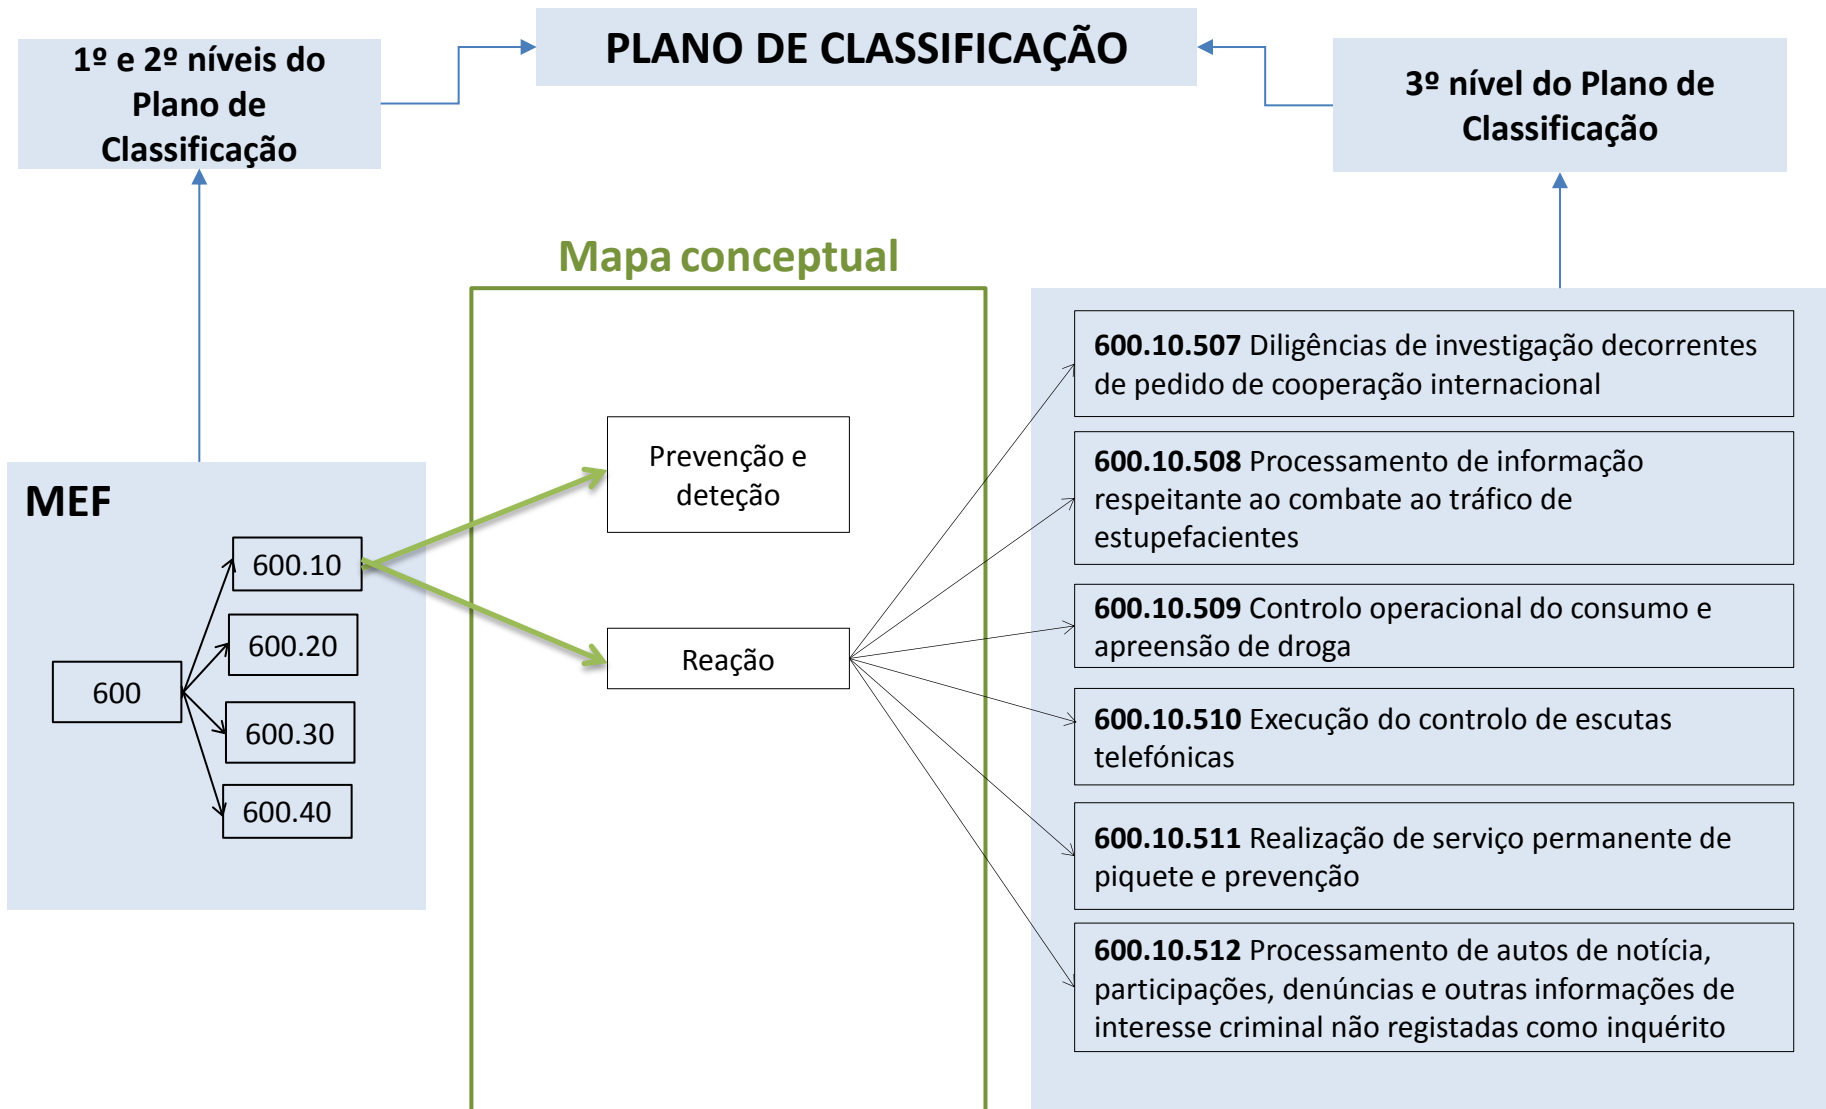 PLANO DE CLASSIFICAÇÃO
1º e 2º níveis do
Plano de
Classificação
3º nível do Plano de
Classificação
Mapa conceptual
MEF
600
600.10
600.20
600.30
600.40
Prevenção e
deteção
Reação
600.10.507 Diligências de investigação decorrentes
de pedido de cooperação internacional
600.10.508 Processamento de informação
respeitante ao combate ao tráfico de
estupefacientes
600.10.509 Controlo operacional do consumo e
apreensão de droga
600.10.510 Execução do controlo de escutas
telefónicas
600.10.511 Realização de serviço permanente de
piquete e prevenção
600.10.512 Processamento de autos de notícia,
participações, denúncias e outras informações de
interesse criminal não registadas como inquérito